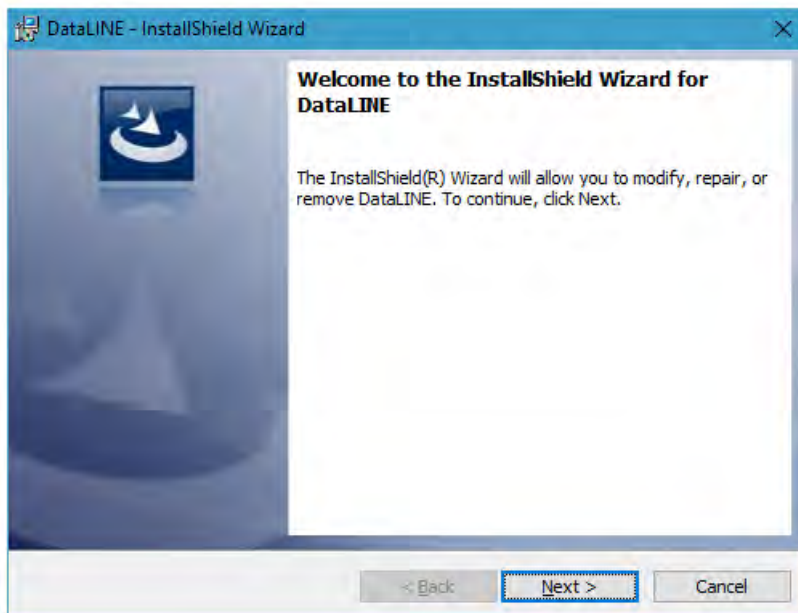 DataLINE - InstallShield Wizard
Welcome to the InstallShield Wizard for
DataLINE
The InstallShield(R) Wizard will allow you to modify, repair, or
remove DataLINE. To continue, click Next.
< Back Next > Cancel